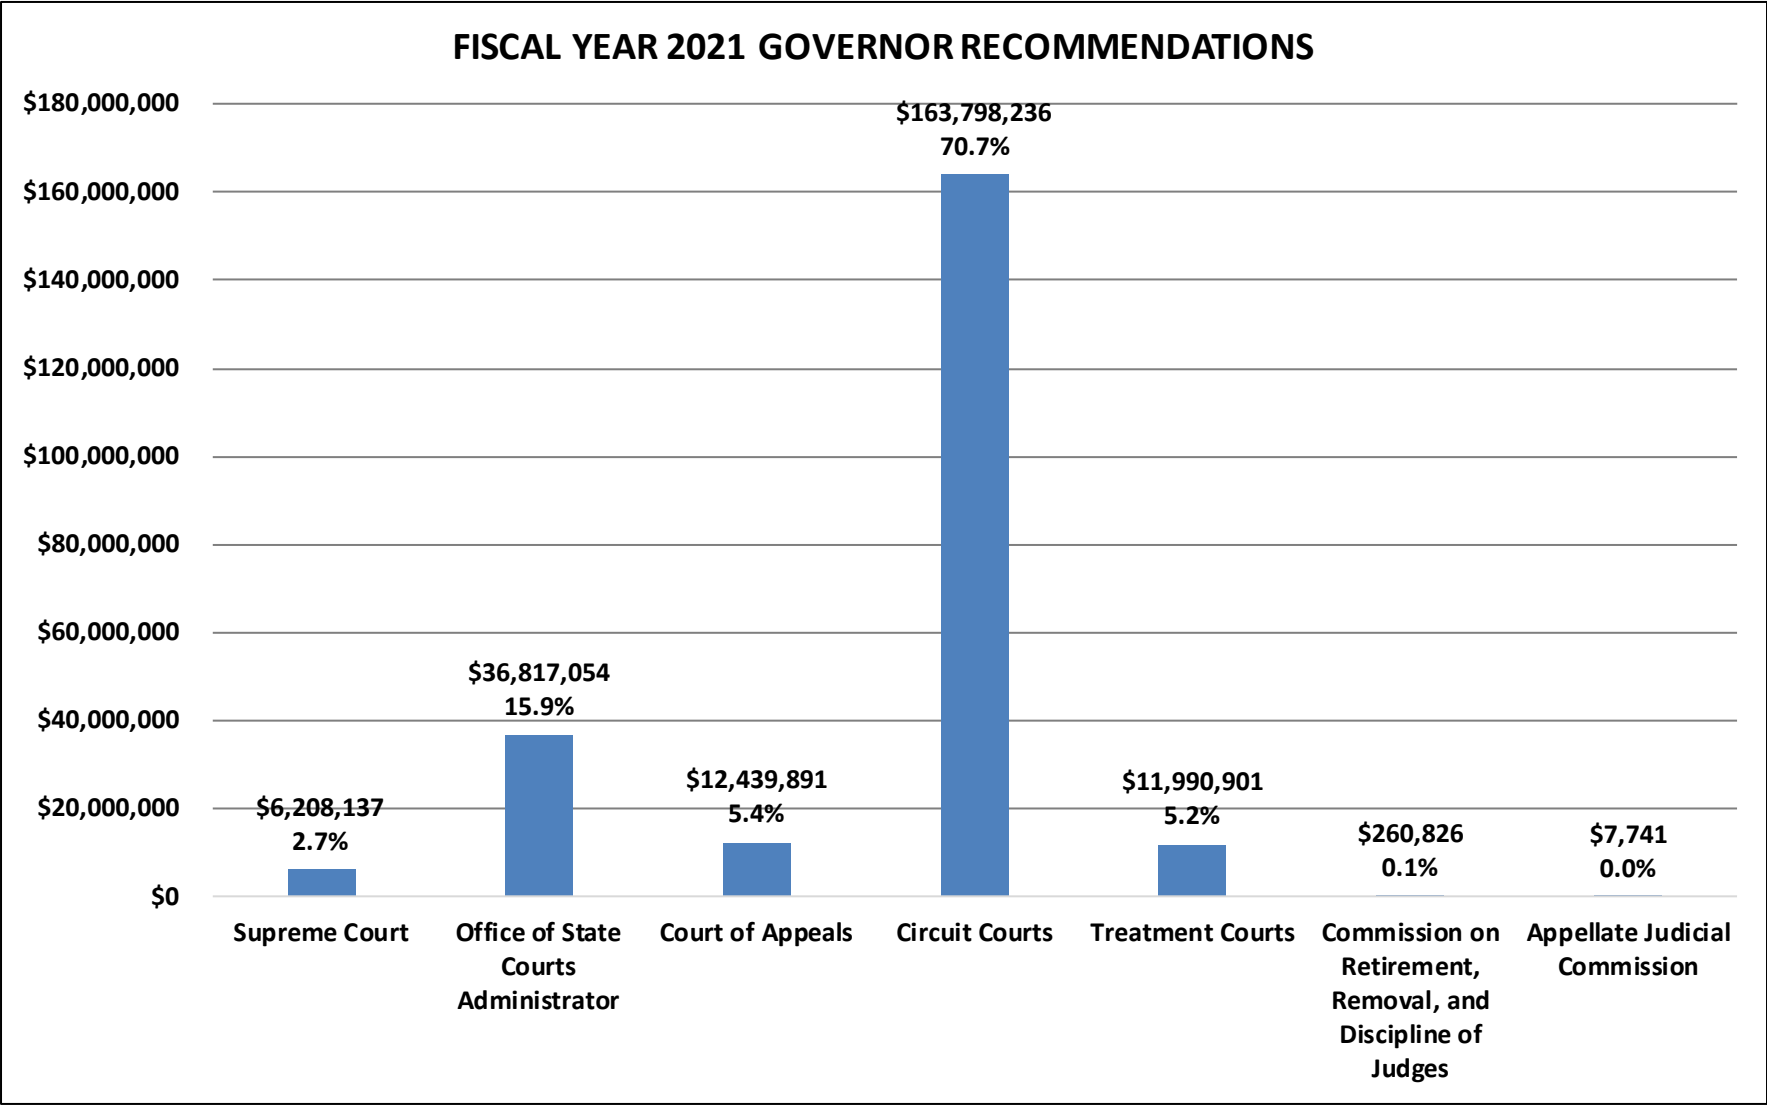 FISCAL YEAR 2021 GOVERNOR RECOMMENDATIONS
$180,000,000
$160,000,000
$140,000,000
$120,000,000
$100,000,000
$80,000,000
$60,000,000
$40,000,000
$20,000,000
$0
$6,208,137
2.7%
$36,817,054
15.9%
$12,439,891
5.4%
$163,798,236
70.7%
$11,990,901
5.2%
$260,826
0.1%
$7,741
0.0%
Supreme Court
Office of State
Courts
Administrator
Court of Appeals
Circuit Courts
Treatment Courts
Commission on
Retirement,
Removal, and
Discipline of
Judges
Appellate Judicial
Commission